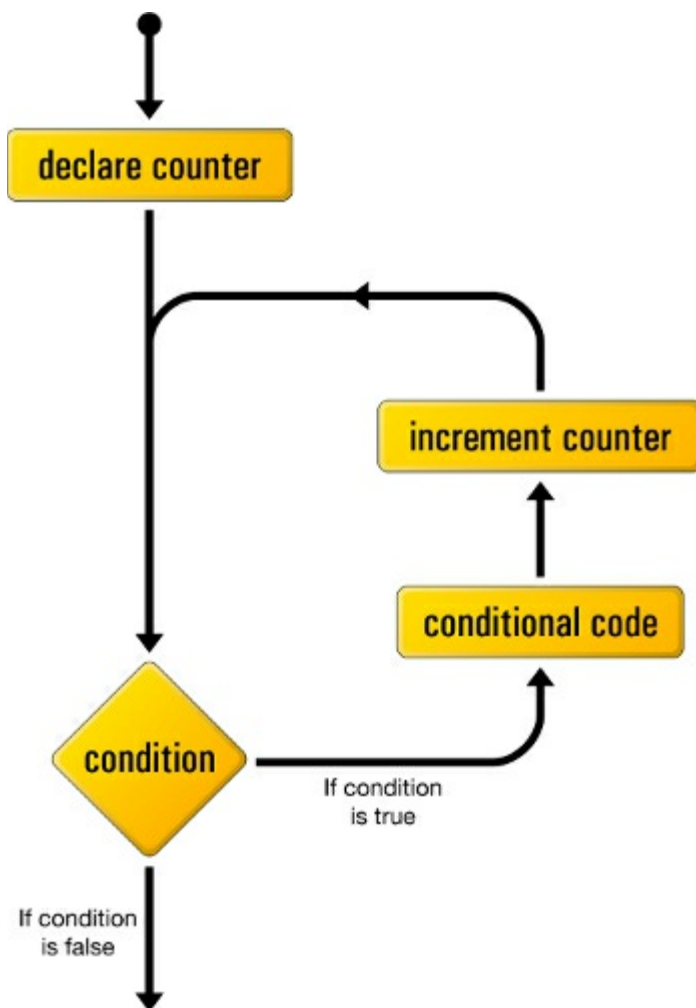 declare counter
increment counter
conditional code
condition
If condition
is true
If condition
is false